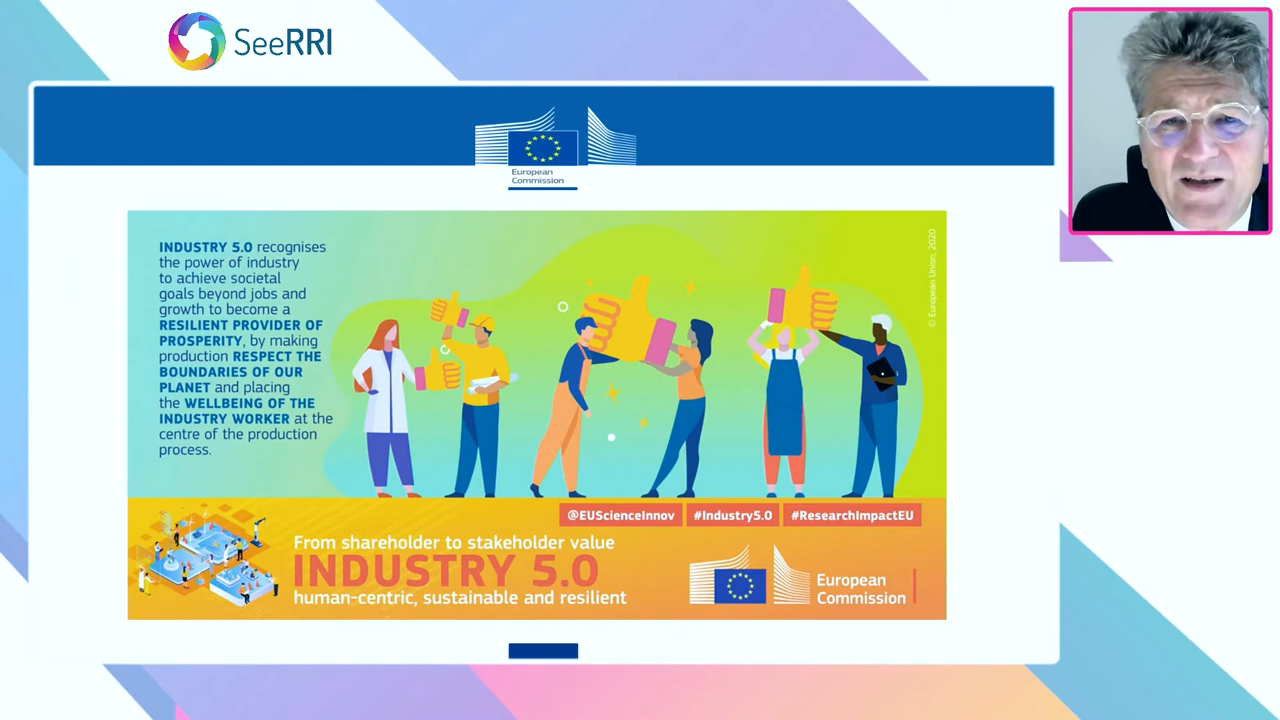 SeeRRI
European
Commission
INDUSTRY 5.0 recognises
the power of industry
to achieve societal
goals beyond jobs and
growth to become a
RESILIENT PROVIDER OF
PROSPERITY, by making
production RESPECT THE
BOUNDARIES OF OUR
PLANET and placing
the WELLBEING OF THE
INDUSTRY WORKER at the
centre of the production
process.
© European Union, 2020
@EUScienceInnov
#Industry5.0
#ResearchImpactEU
From shareholder to stakeholder value
INDUSTRY 5.0
human-centric, sustainable and resilient
European
Commission